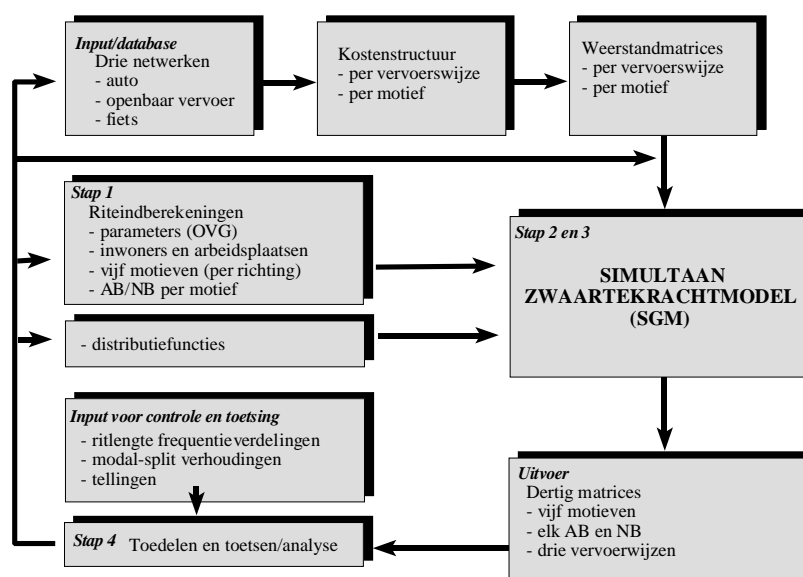 Input/database
Drie netwerken
- auto
- openbaar vervoer
- fiets
Kostenstructuur
- per vervoerswijze
- per motief
Weerstandmatrices
- per vervoerswijze
- per motief
Stap 1
Riteindberekeningen
- parameters (OVG)
- inwoners en arbeidsplaatsen
- vijf motieven (per richting)
- AB/NB per motief
- distributiefuncties
Stap 2 en 3
SIMULTAAN
ZWAARTEKRACHTMODEL
(SGM)
Input voor controle en toetsing
- ritlengte frequentieverdelingen
- modal-split verhoudingen
- tellingen
Stap 4 Toedelen en toetsen/analyse
Uitvoer
Dertig matrices
- vijf motieven
- elk AB en NB
- drie vervoerwijzen